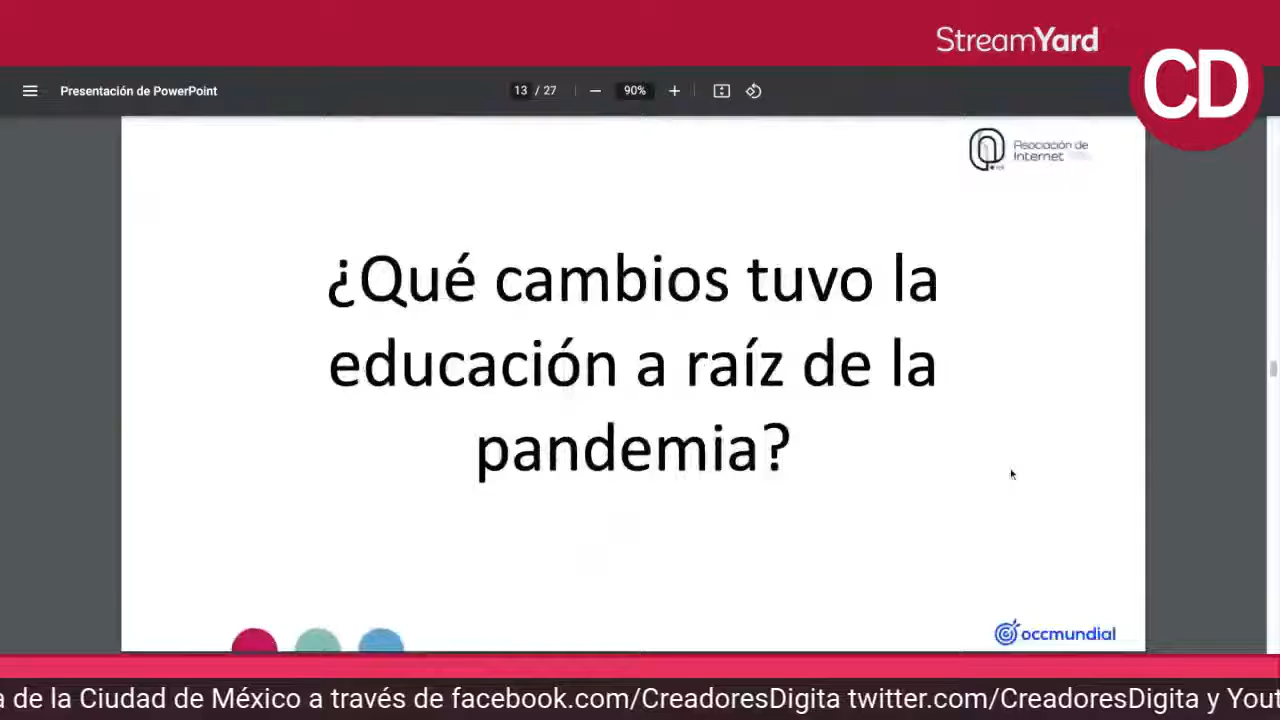 StreamYard
CD
Presentación de PowerPoint
13 / 27
90%
Asociación de
Internet
¿Qué cambios tuvo la
educación a raíz de la
pandemia?
occmundial
a de la Ciudad de México a través de facebook.com/CreadoresDigita twitter.com/CreadoresDigita y Yout